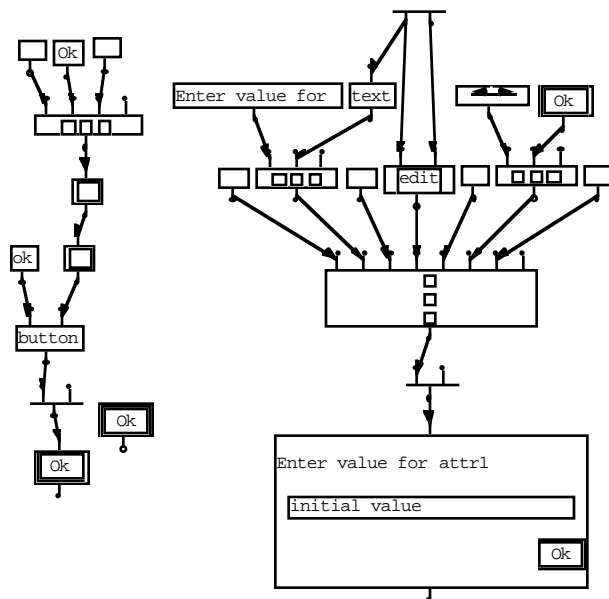 Ok
Enter value for
text
Ok
edit
ok
button
Ok
Ok
Enter value for attr1
initial value
Ok